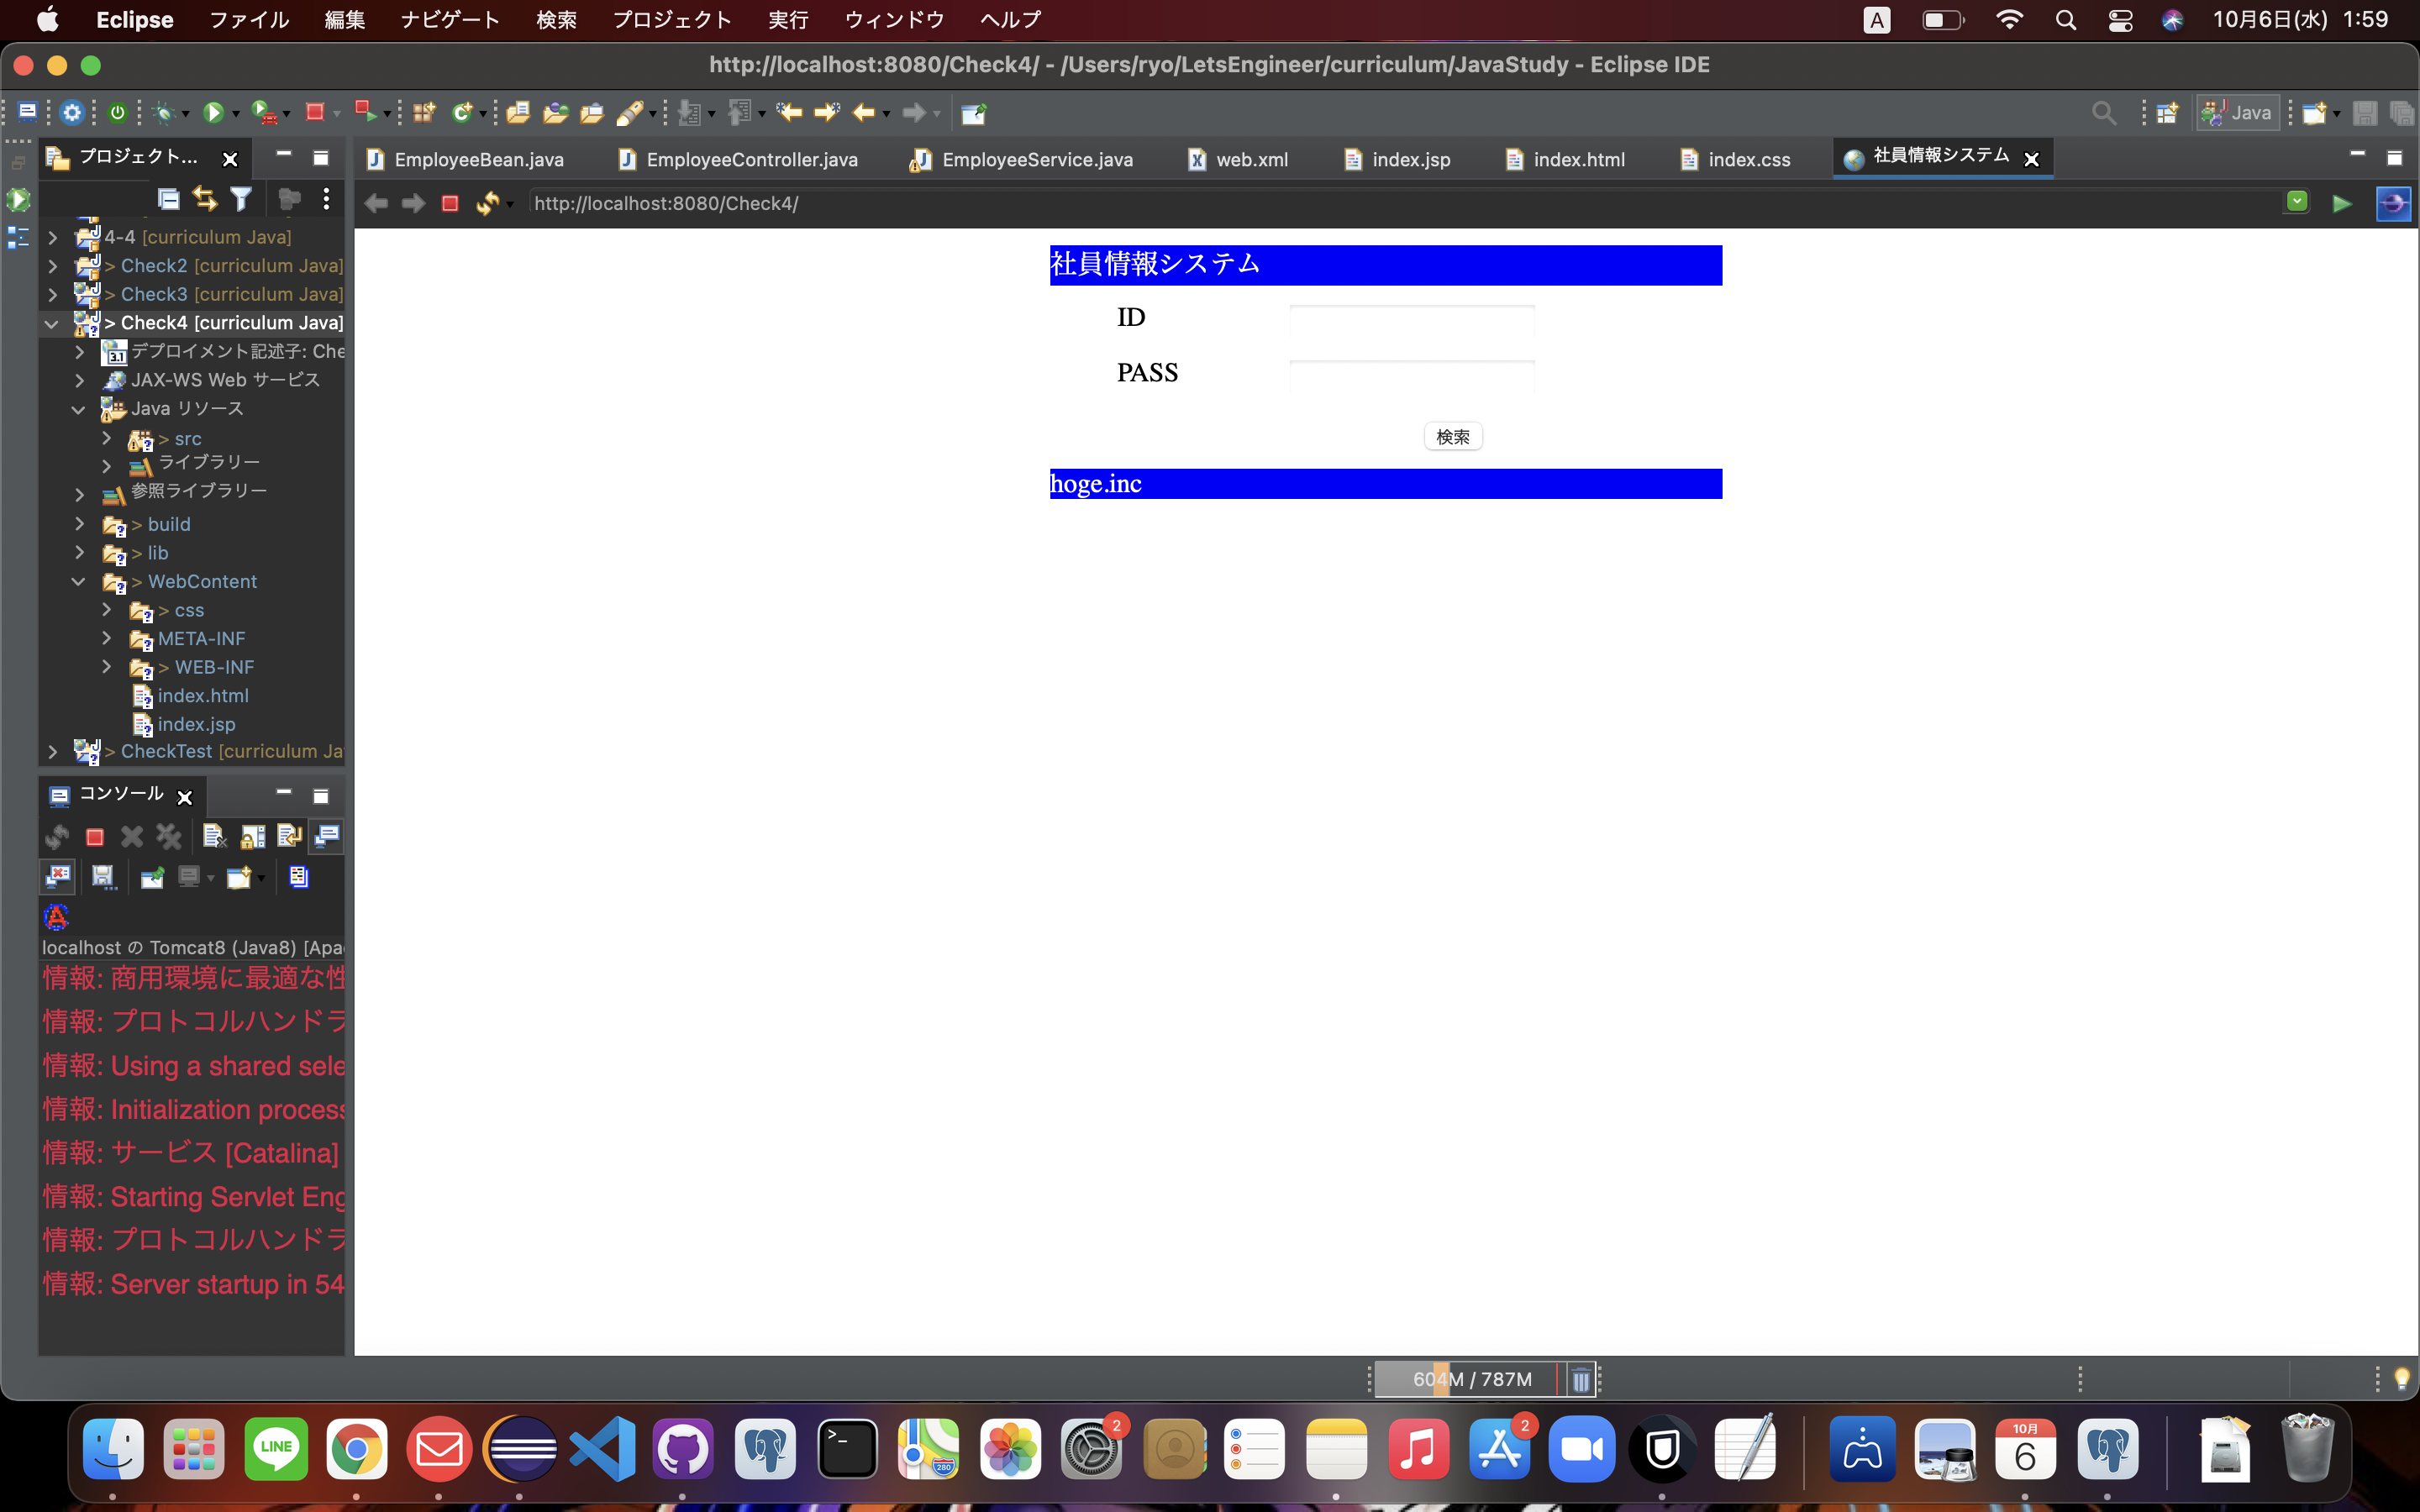 Eclipse ファイル 編集 ナビゲート 検索 プロジェクト 実行 ウィンドウ ヘルプ A 10月6日(水) 1:59
http://localhost:8080/Check4/ - /Users/ryo/LetsEngineer/curriculum/JavaStudy - Eclipse IDE
Java
プロジェクト...
EmployeeBean.java EmployeeController.java EmployeeService.java web.xml index.jsp index.html index.css 社員情報システム
http://localhost:8080/Check4/
4-4 [curriculum Java]
> Check2 [curriculum Java]
> Check3 [curriculum Java]
> Check4 [curriculum Java]
デプロイメント記述子: Che
JAX-WS Web サービス
Java リソース
> src
ライブラリー
参照ライブラリー
> build
> lib
> WebContent
> css
META-INF
> WEB-INF
index.html
index.jsp
> CheckTest [curriculum Ja
社員情報システム
ID
PASS
検索
hoge.inc
コンソール
localhost の Tomcat8 (Java8) [Apa
情報: 商用環境に最適な性
情報: プロトコルハンドラ
情報: Using a shared sele
情報: Initialization process
情報: サービス [Catalina]
情報: Starting Servlet Eng
情報: プロトコルハンドラ
情報: Server startup in 54
604M / 787M
LINE
>_
280
2
2
10月
6